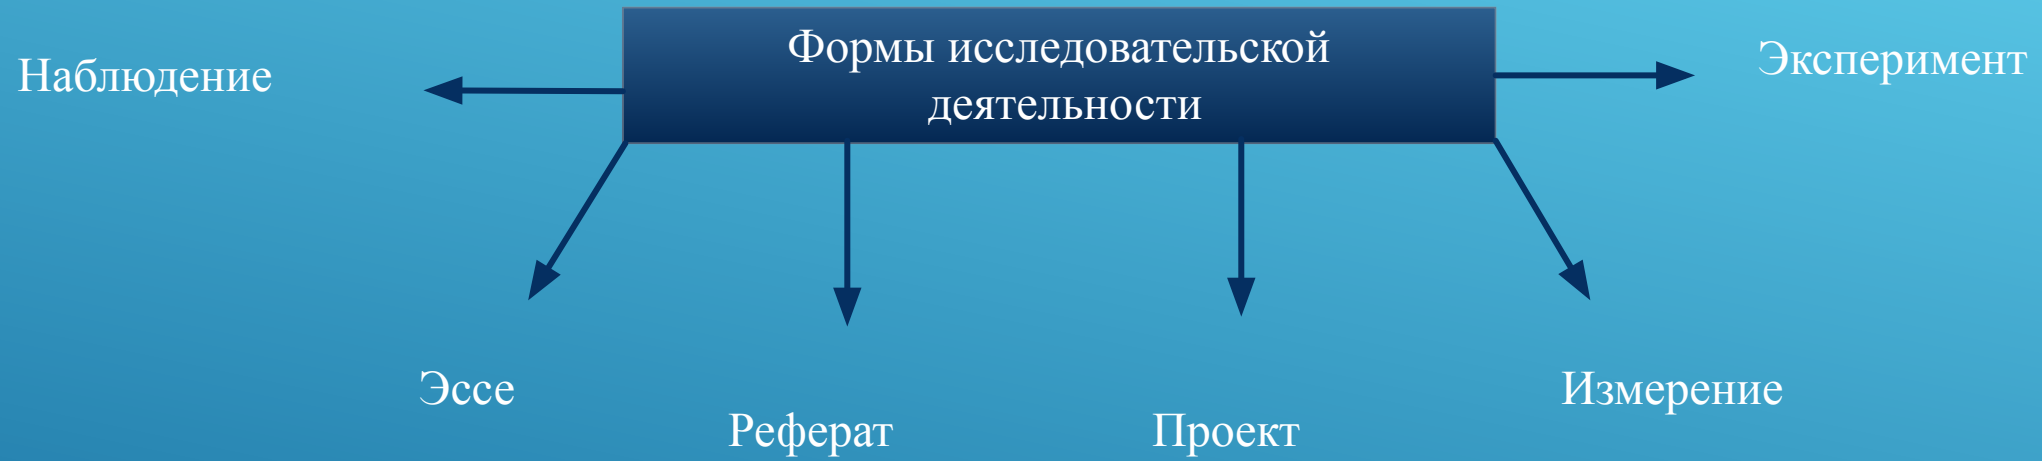 Формы исследовательской
деятельности
Наблюдение
Эксперимент
Эссе
Реферат
Проект
Измерение